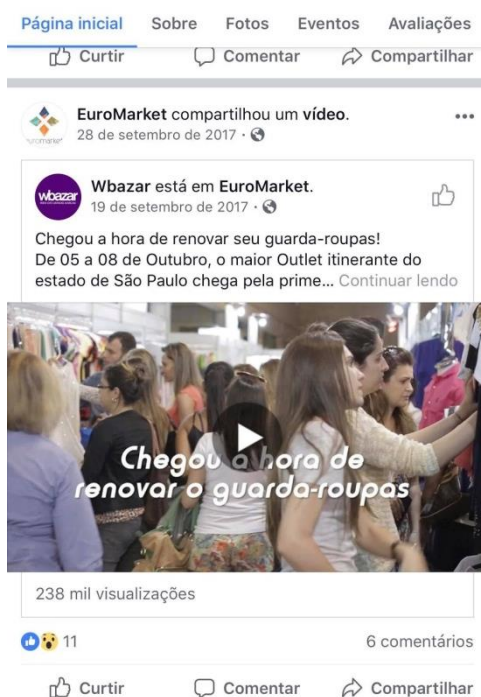 Página inicial Sobre Fotos Eventos Avaliações
Curtir Comentar Compartilhar
EuroMarket compartilhou um vídeo.
28 de setembro de 2017 ·
euromarket
wbazar
Wbazar está em EuroMarket.
19 de setembro de 2017 ·
Chegou a hora de renovar seu guarda-roupas!
De 05 a 08 de Outubro, o maior Outlet itinerante do
estado de São Paulo chega pela prime... Continuar lendo
Chegou a hora de
renovar o guarda-roupas
238 mil visualizações
11 6 comentários
Curtir Comentar Compartilhar